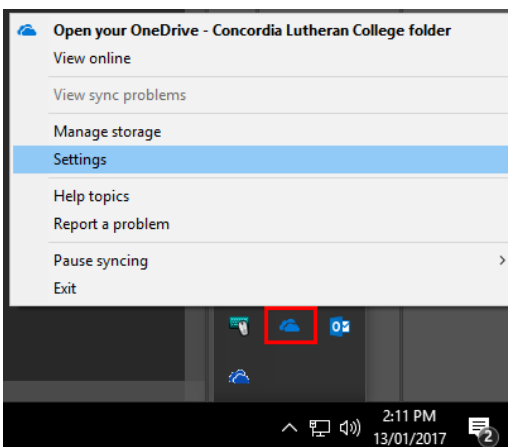 Open your OneDrive - Concordia Lutheran College folder
View online
View sync problems
Manage storage
Settings
Help topics
Report a problem
Pause syncing
Exit
2:11 PM
13/01/2017
2